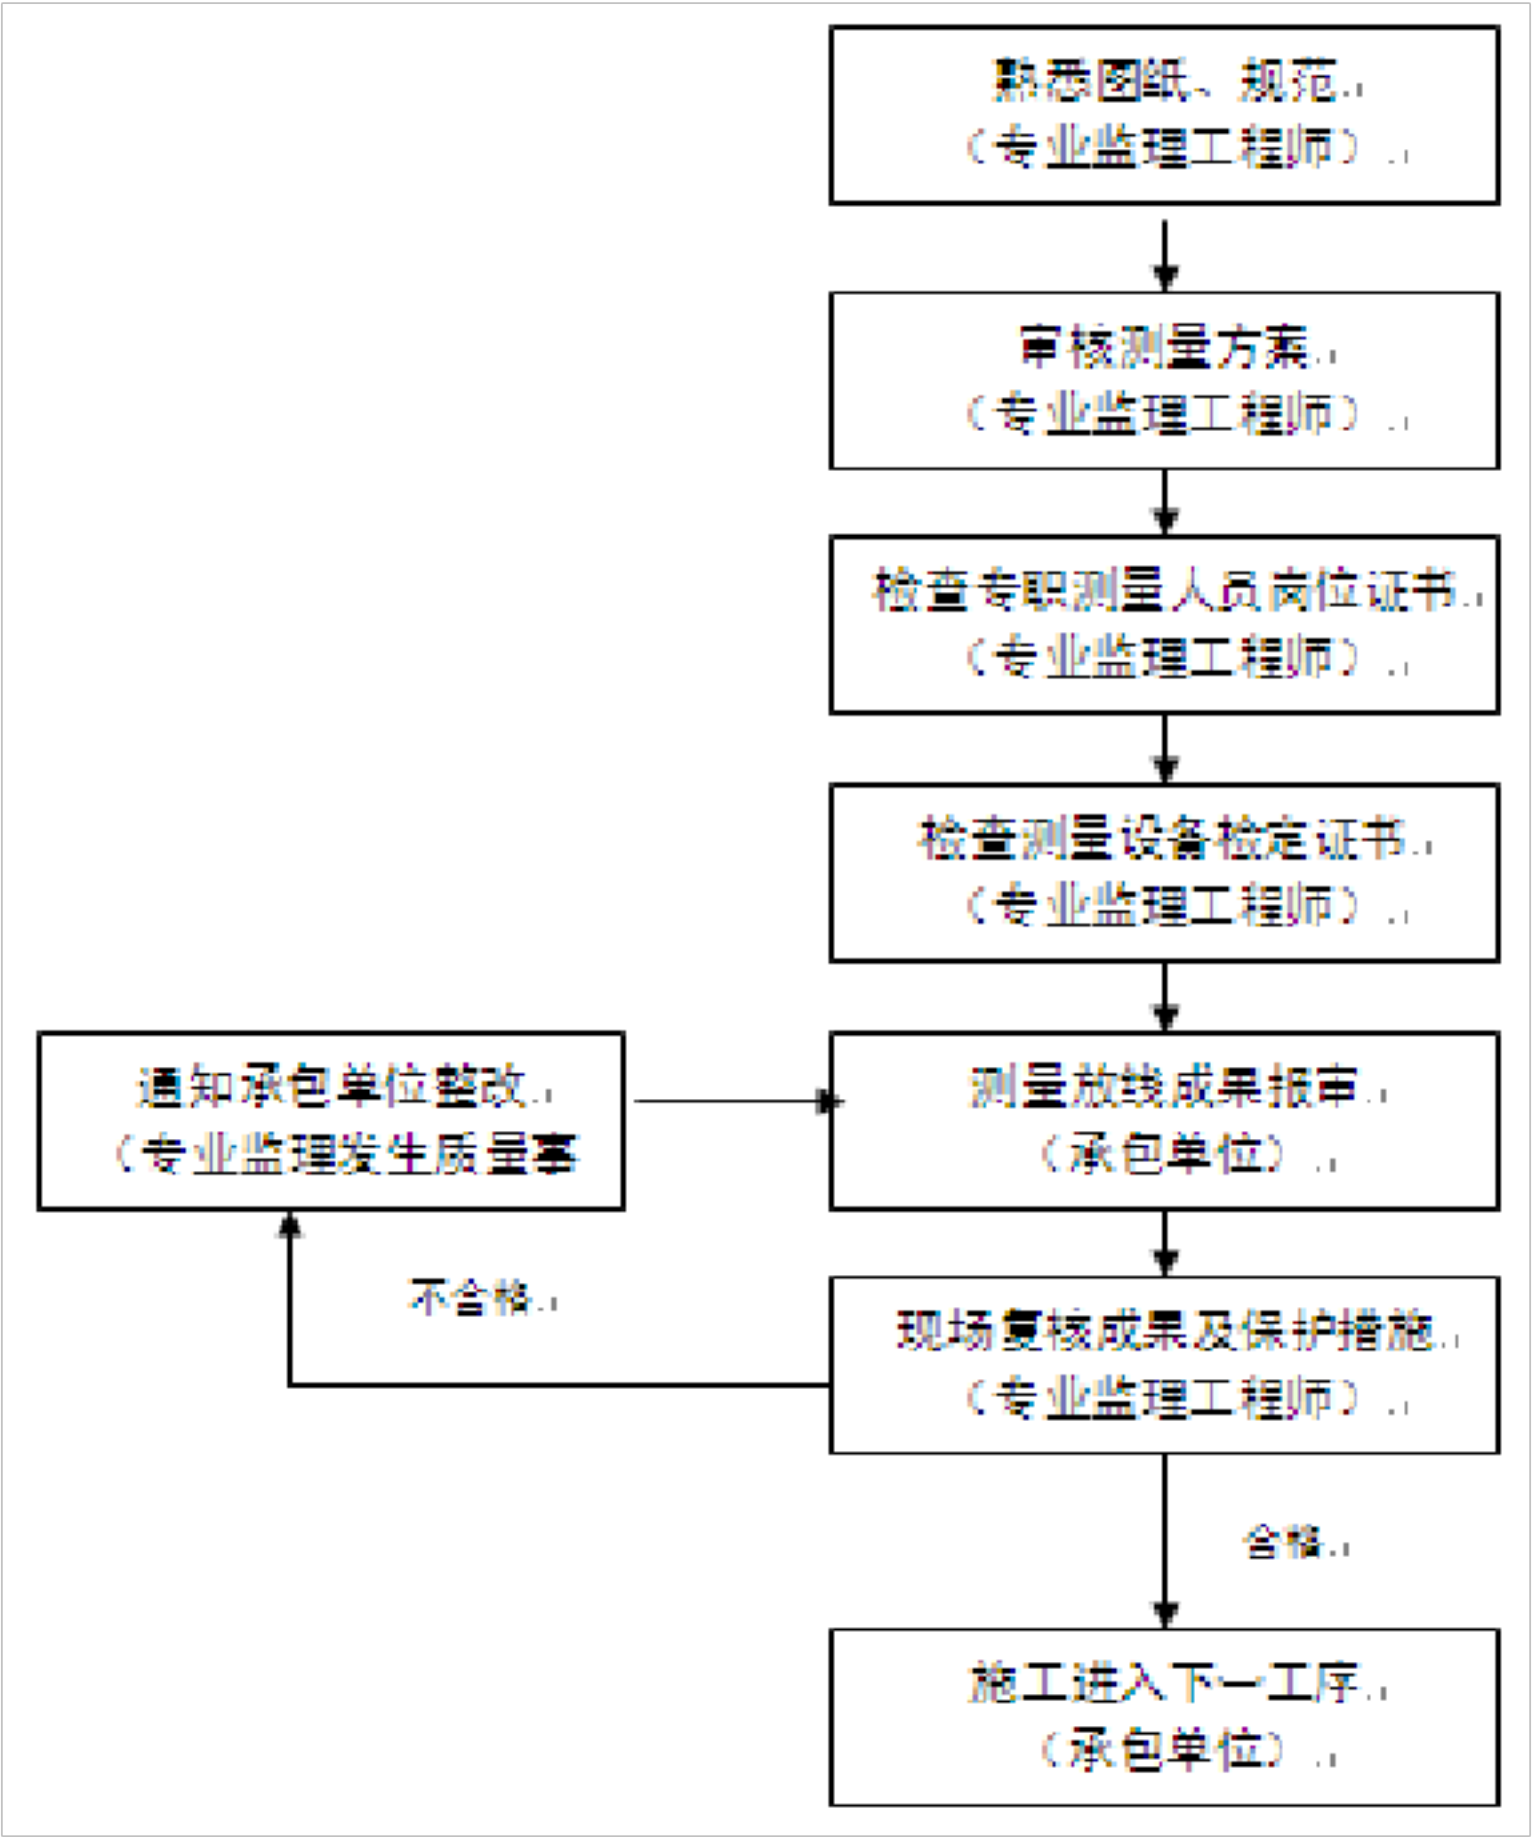 熟悉图纸、规范
（专业监理工程师）
审核测量方案
（专业监理工程师）
检查专职测量人员岗位证书
（专业监理工程师）
检查测量设备检定证书
（专业监理工程师）
通知承包单位整改
（专业监理发生质量事
测量放线成果报审
（承包单位）
不合格
现场复核成果及保护措施
（专业监理工程师）
合格
施工进入下一工序
（承包单位）